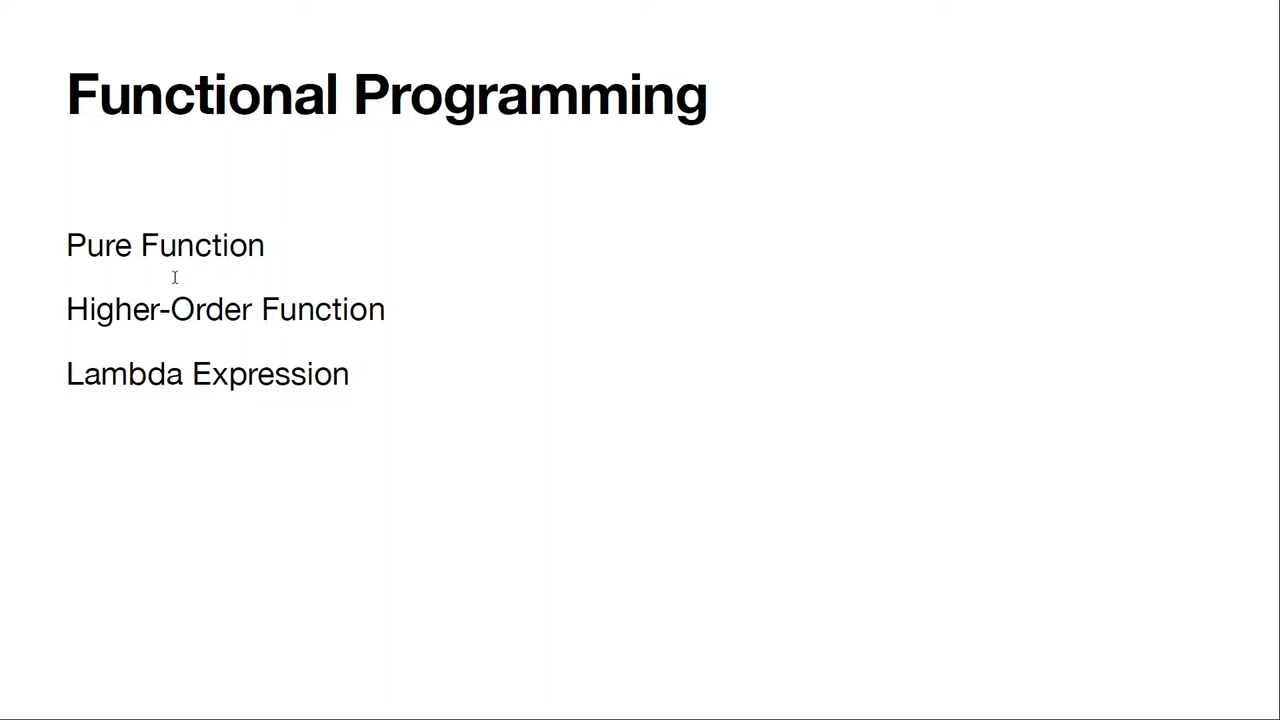 Functional Programming
Pure Function
Higher-Order Function
Lambda Expression